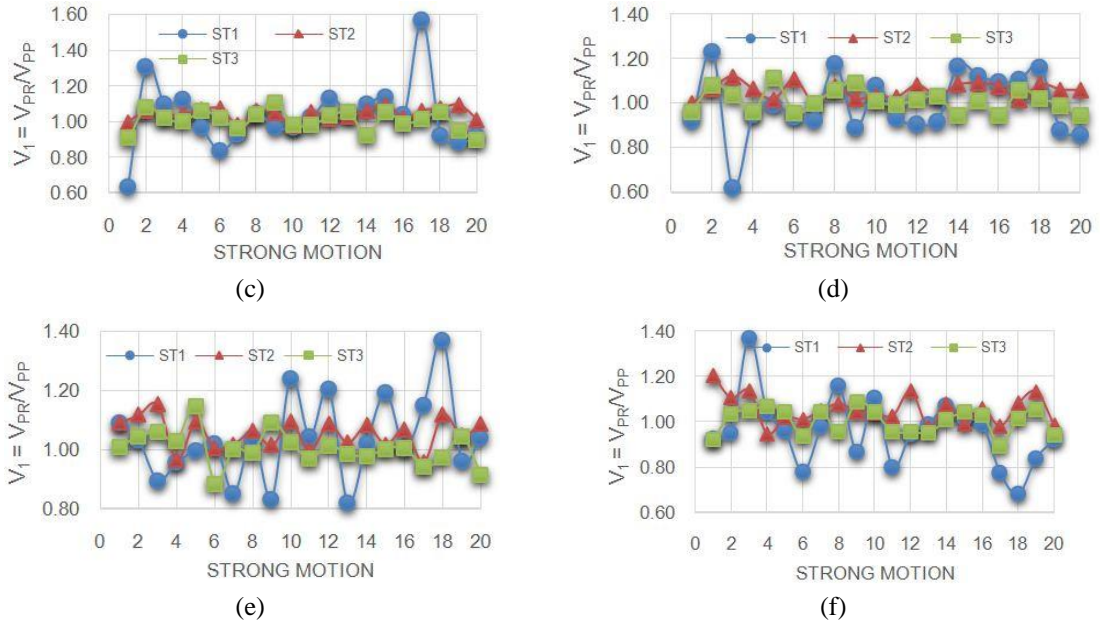 1.60
1.40
1.20
1.00
0.80
0.60
V1 = VPR/VPP
ST1 ST2
ST3
0 2 4 6 8 10 12 14 16 18 20
STRONG MOTION
(c)
1.40
1.20
1.00
0.80
0.60
V1 = VPR/VPP
ST1 ST2 ST3
0 2 4 6 8 10 12 14 16 18 20
STRONG MOTION
(d)
1.40
1.20
1.00
0.80
V1 = VPR/VPP
ST1 ST2 ST3
0 2 4 6 8 10 12 14 16 18 20
STRONG MOTION
(e)
1.40
1.20
1.00
0.80
0.60
V1 = VPR/VPP
ST1 ST2 ST3
0 2 4 6 8 10 12 14 16 18 20
STRONG MOTION
(f)